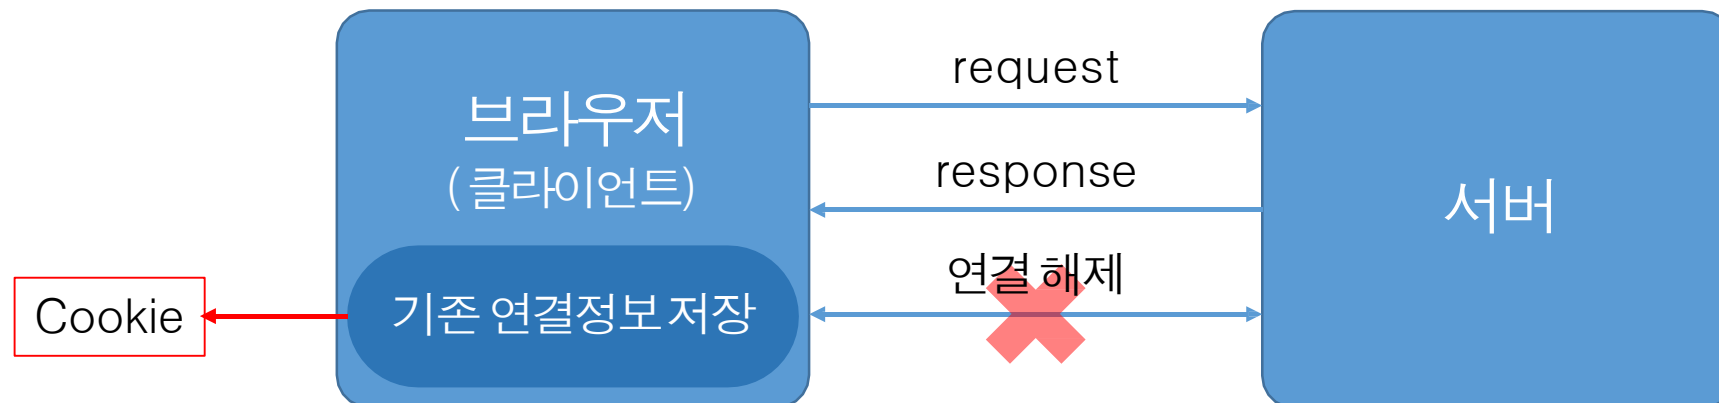 브라우저
(클라이언트)
기존 연결정보 저장
Cookie
request
response
연결 해제
서버